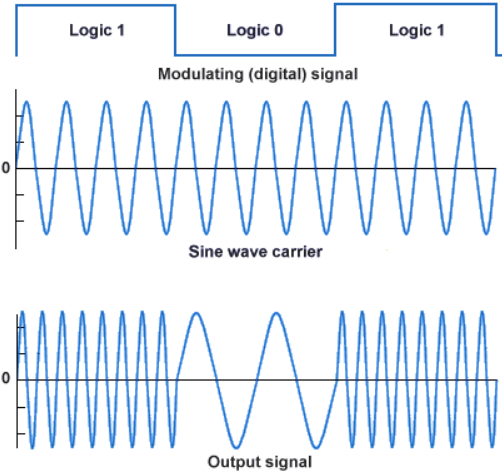 Logic 1 Logic 0 Logic 1
Modulating (digital) signal
0
Sine wave carrier
0
Output signal